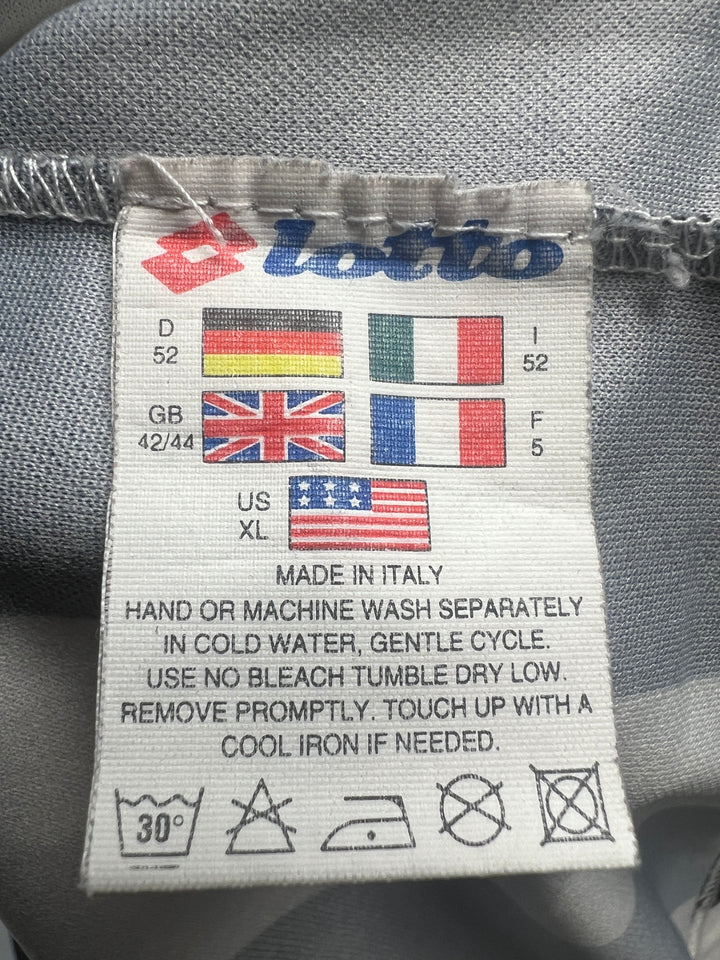 lotto
D
52
I
52
GB
42/44
F
5
US
XL
MADE IN ITALY
HAND OR MACHINE WASH SEPARATELY
IN COLD WATER, GENTLE CYCLE.
USE NO BLEACH TUMBLE DRY LOW.
REMOVE PROMPTLY. TOUCH UP WITH A
COOL IRON IF NEEDED.
30°